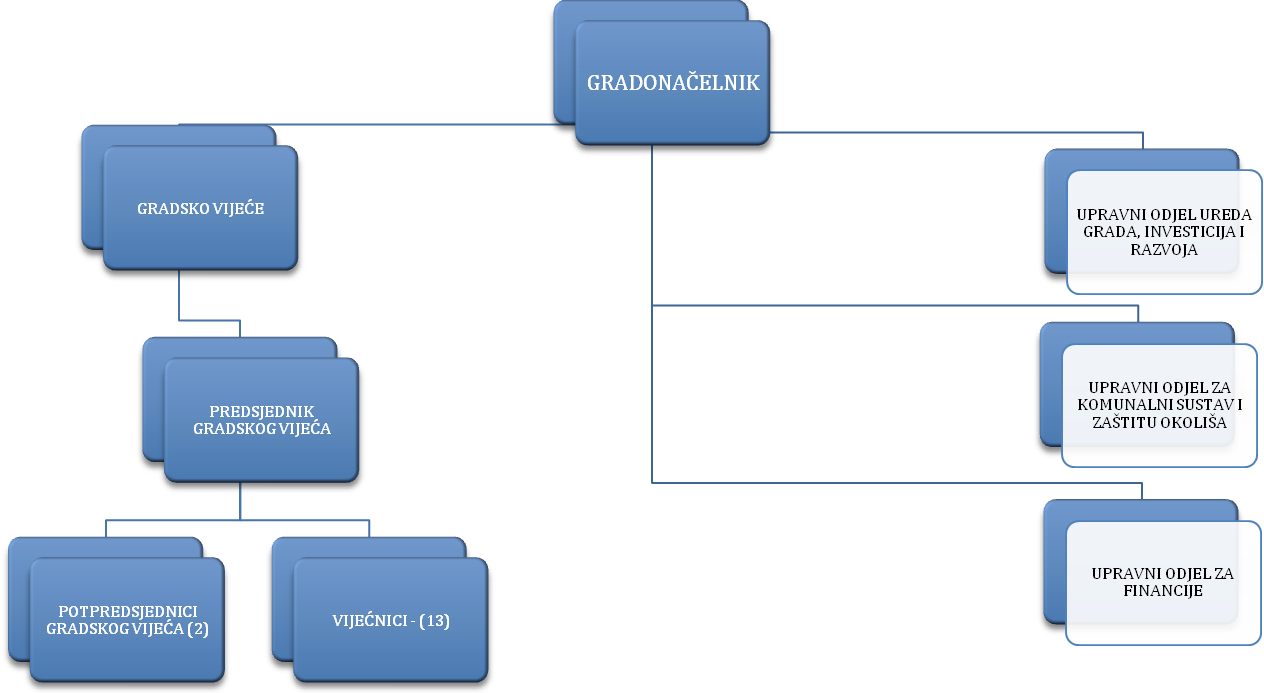 GRADONAČELNIK
GRADSKO VIJEĆE
UPRAVNI ODJEL UREDA
GRADA, INVESTICIJA I
RAZVOJA
PREDSJEDNIK
GRADSKOG VIJEĆA
UPRAVNI ODJEL ZA
KOMUNALNI SUSTAV I
ZAŠTITU OKOLIŠA
POTPREDSJEDNICI
GRADSKOG VIJEĆA (2)
VIJEĆNICI - (13)
UPRAVNI ODJEL ZA
FINANCIJE